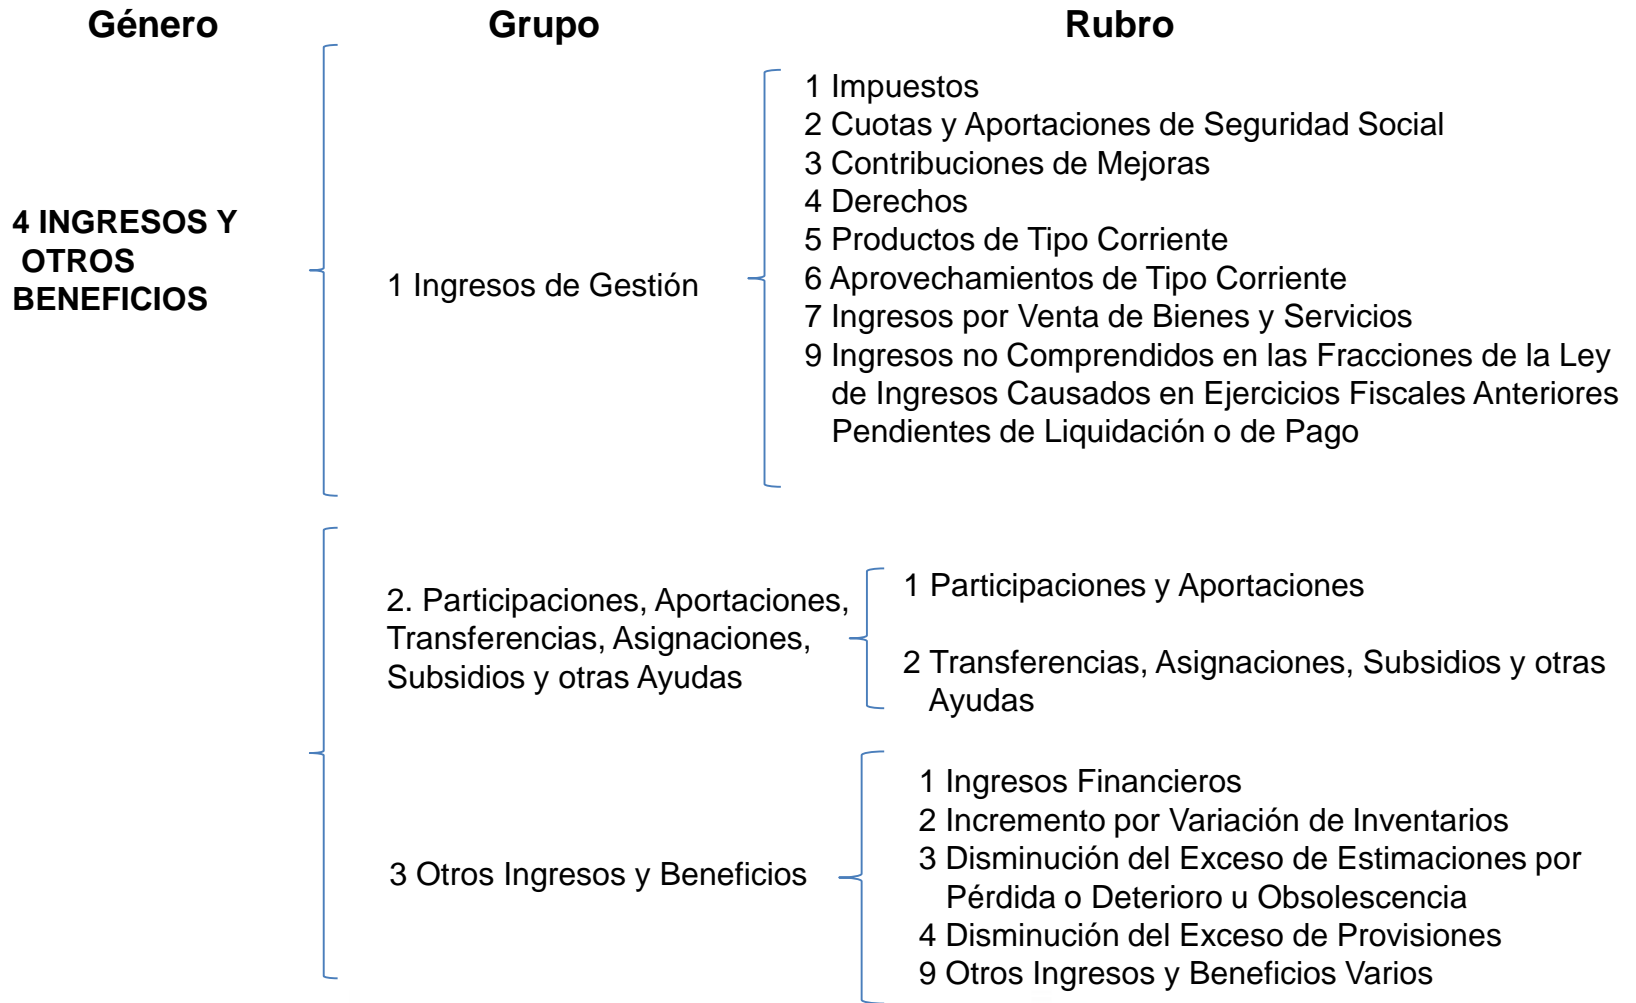 Género
Grupo
Rubro
4 INGRESOS Y
OTROS
BENEFICIOS
1 Ingresos de Gestión
1 Impuestos
2 Cuotas y Aportaciones de Seguridad Social
3 Contribuciones de Mejoras
4 Derechos
5 Productos de Tipo Corriente
6 Aprovechamientos de Tipo Corriente
7 Ingresos por Venta de Bienes y Servicios
9 Ingresos no Comprendidos en las Fracciones de la Ley
de Ingresos Causados en Ejercicios Fiscales Anteriores
Pendientes de Liquidación o de Pago
2. Participaciones, Aportaciones,
Transferencias, Asignaciones,
Subsidios y otras Ayudas
1 Participaciones y Aportaciones
2 Transferencias, Asignaciones, Subsidios y otras
Ayudas
3 Otros Ingresos y Beneficios
1 Ingresos Financieros
2 Incremento por Variación de Inventarios
3 Disminución del Exceso de Estimaciones por
Pérdida o Deterioro u Obsolescencia
4 Disminución del Exceso de Provisiones
9 Otros Ingresos y Beneficios Varios